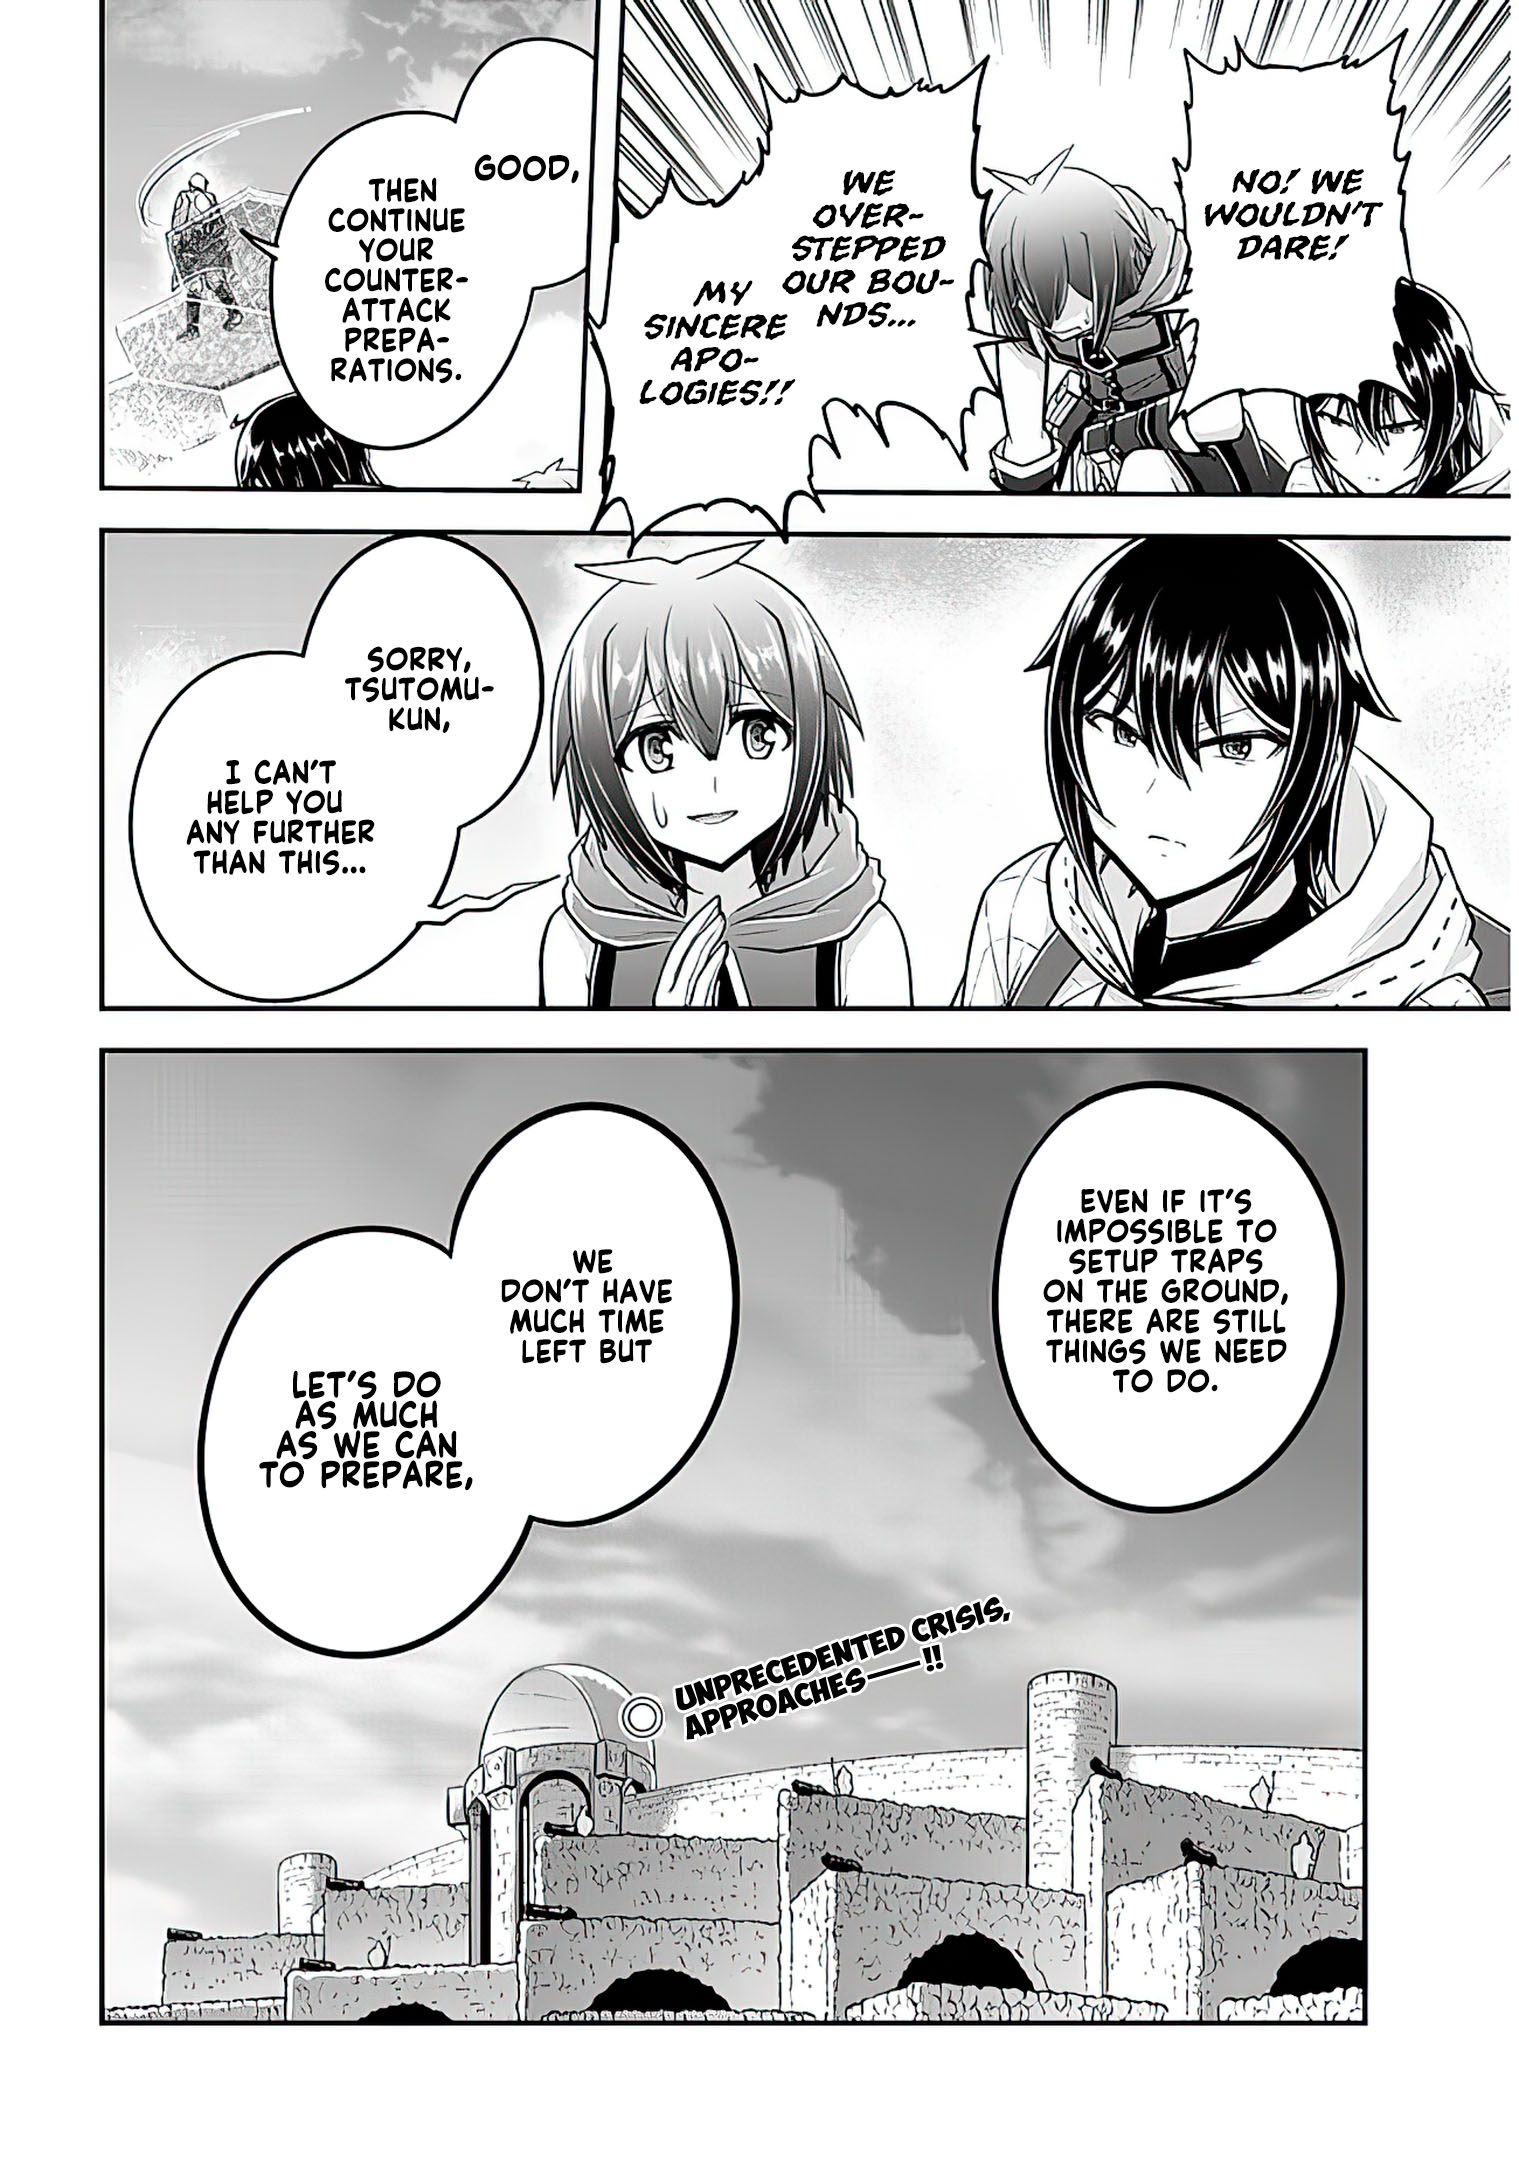 NO! WE
WOULDN'T
DARE!
WE
OVER-
STEPPED
OUR BOU-
NDS...
MY
SINCERE
APO-
LOGIES!!
GOOD,
THEN
CONTINUE
YOUR
COUNTER-
ATTACK
PREPA-
RATIONS.
SORRY,
TSUTOMU-
KUN,
I CAN'T
HELP YOU
ANY FURTHER
THAN THIS...
EVEN IF IT'S
IMPOSSIBLE TO
SETUP TRAPS
ON THE GROUND,
THERE ARE STILL
THINGS WE NEED
TO DO.
WE
DON'T HAVE
MUCH TIME
LEFT BUT
LET'S DO
AS MUCH
AS WE CAN
TO PREPARE,
UNPRECEDENTED CRISIS,
APPROACHES——!!